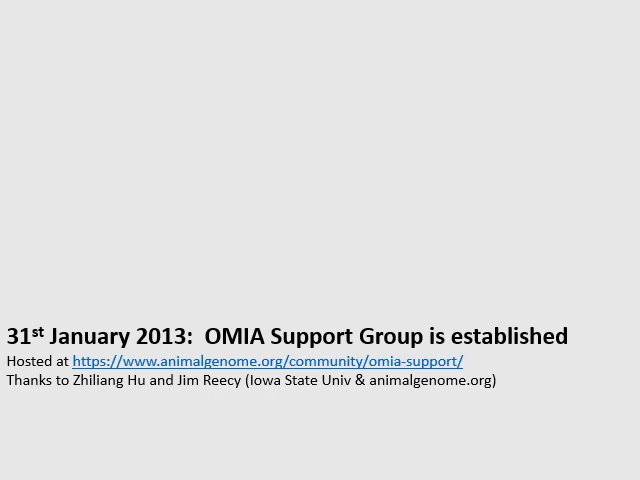 31st January 2013:  OMIA Support Group is established
Hosted at https://www.animalgenome.org/community/omia-support/
Thanks to Zhiliang Hu and Jim Reecy (Iowa State Univ & animalgenome.org)